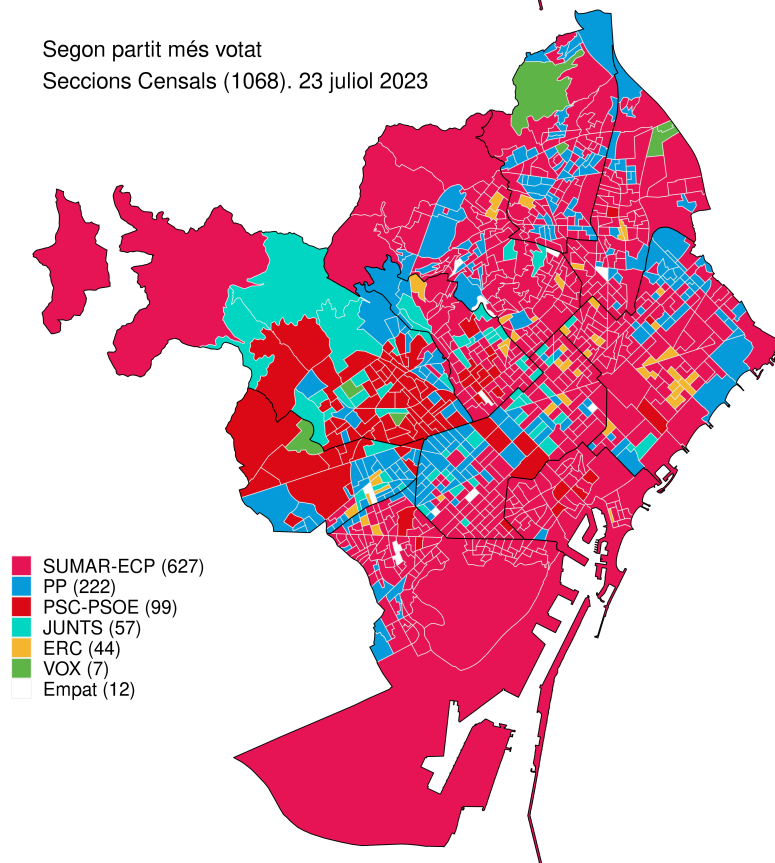 Segon partit més votat
Seccions Censals (1068). 23 juliol 2023
SUMAR-ECP (627)
PP (222)
PSC-PSOE (99)
JUNTS (57)
ERC (44)
VOX (7)
Empat (12)